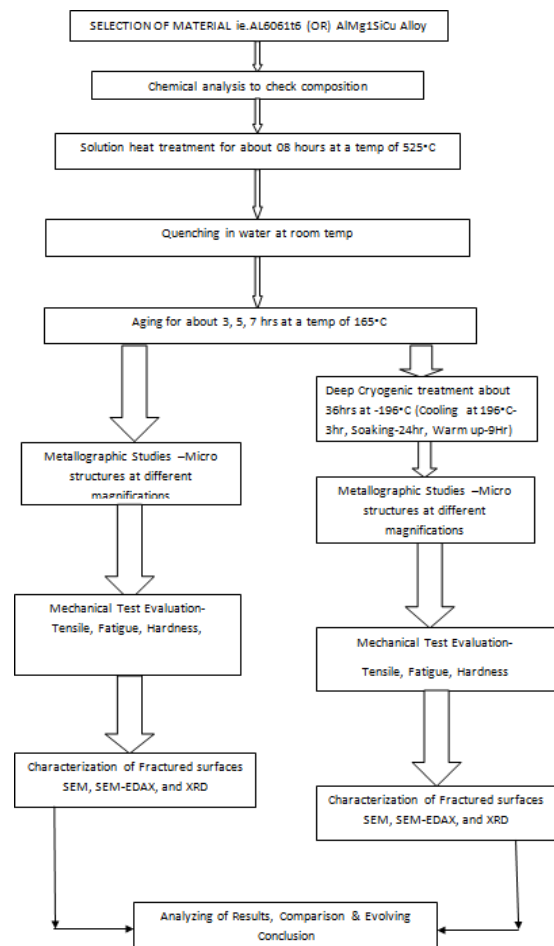 SELECTION OF MATERIAL ie.AL6061t6 (OR) AlMg1SiCu Alloy
Chemical analysis to check composition
Solution heat treatment for about 08 hours at a temp of 525•C
Quenching in water at room temp
Aging for about 3, 5, 7 hrs at a temp of 165•C
Deep Cryogenic treatment about
36hrs at -196•C (Cooling at 196•C-
3hr, Soaking-24hr, Warm up-9Hr)
Metallographic Studies –Micro
structures at different
magnifications
Metallographic Studies –Micro
structures at different
magnifications
Mechanical Test Evaluation-
Tensile, Fatigue, Hardness,
Mechanical Test Evaluation-
Tensile, Fatigue, Hardness
Characterization of Fractured surfaces
SEM, SEM-EDAX, and XRD
Characterization of Fractured surfaces
SEM, SEM-EDAX, and XRD
Analyzing of Results, Comparison & Evolving
Conclusion